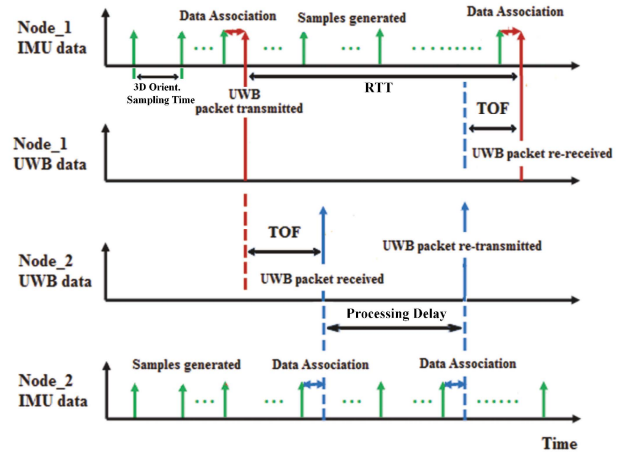 Node_1
IMU data
Data Association
Samples generated
Data Association
3D Orient.
Sampling Time
UWB
packet transmitted
RTT
TOF
Node_1
UWB data
UWB packet re-received
Node_2
UWB data
TOF
UWB packet re-transmitted
UWB packet received
Processing Delay
Node_2
IMU data
Samples generated
Data Association
Data Association
Time